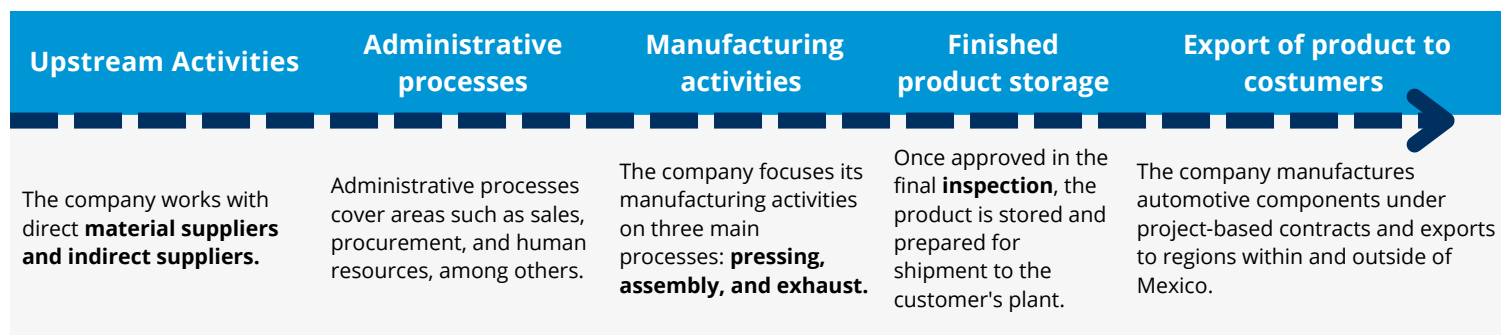 Upstream Activities
Administrative
processes
Manufacturing
activities
Finished
product storage
Export of product to
costumers
The company works with
direct material suppliers
and indirect suppliers.
Administrative processes
cover areas such as sales,
procurement, and human
resources, among others.
The company focuses its
manufacturing activities
on three main
processes: pressing,
assembly, and exhaust.
Once approved in the
final inspection, the
product is stored and
prepared for
shipment to the
customer's plant.
The company manufactures
automotive components under
project-based contracts and exports
to regions within and outside of
Mexico.